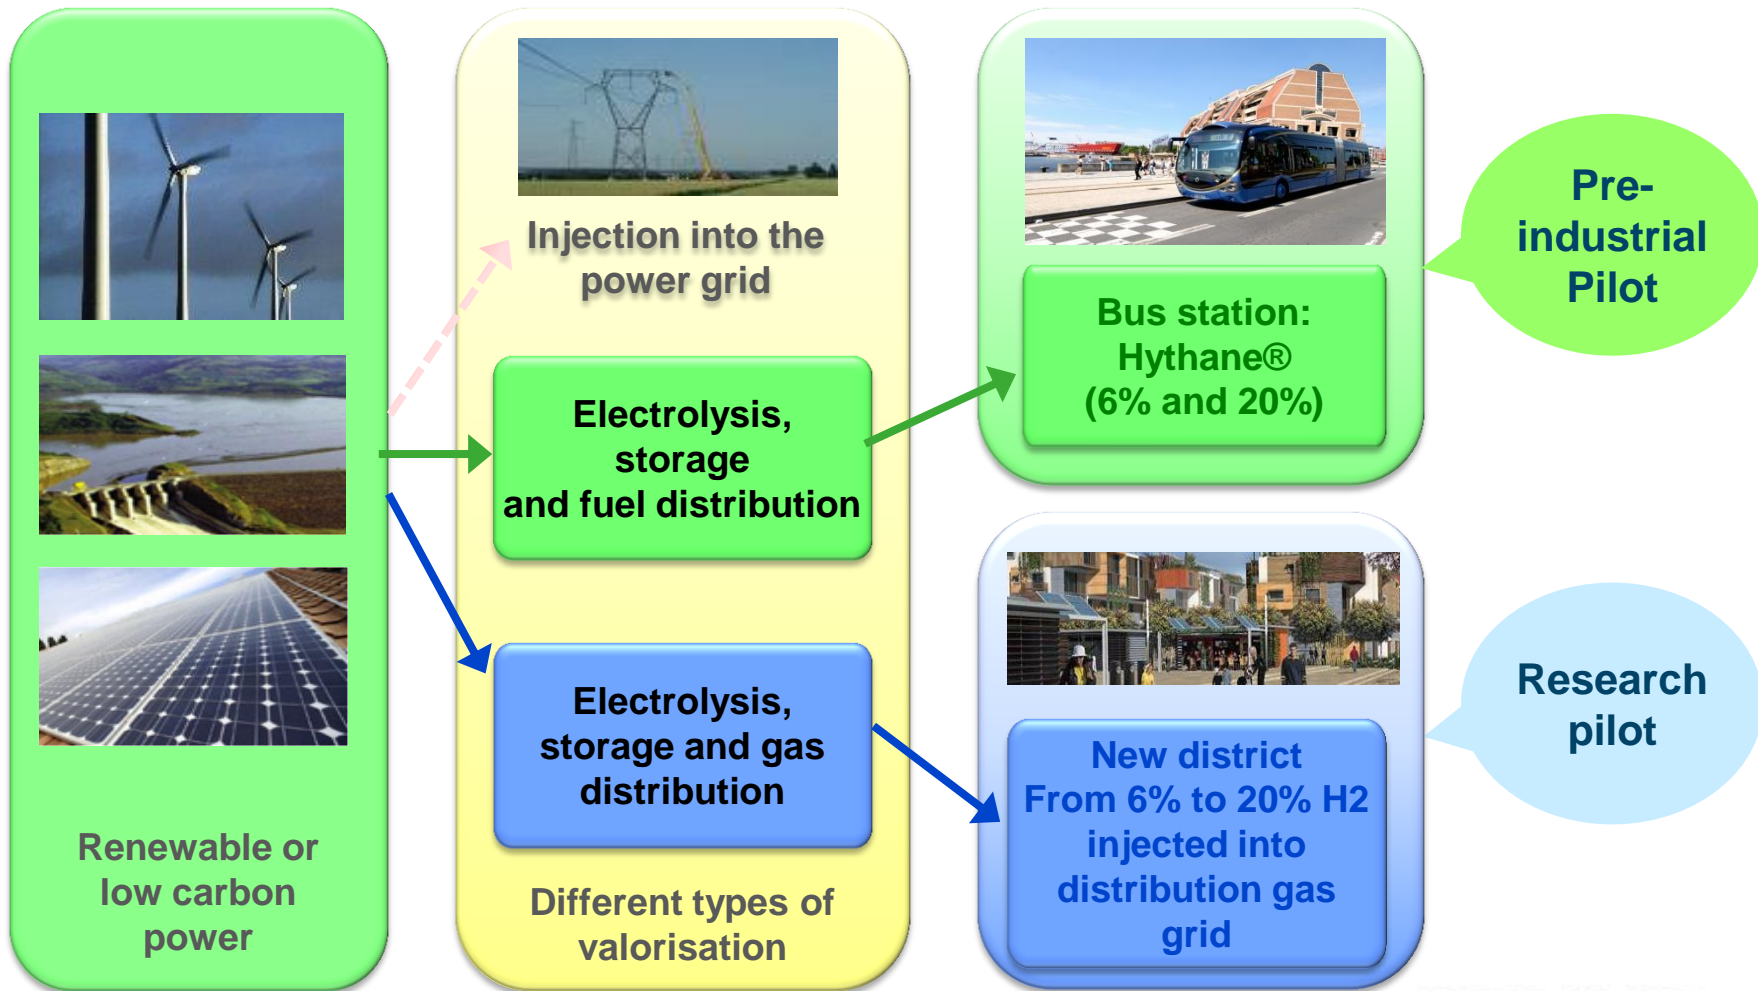 Renewable or
low carbon
power
Injection into the
power grid
Electrolysis,
storage
and fuel distribution
Electrolysis,
storage and gas
distribution
Different types of
valorisation
Bus station:
Hythane®
(6% and 20%)
New district
From 6% to 20% H2
injected into
distribution gas
grid
Pre-
industrial
Pilot
Research
pilot